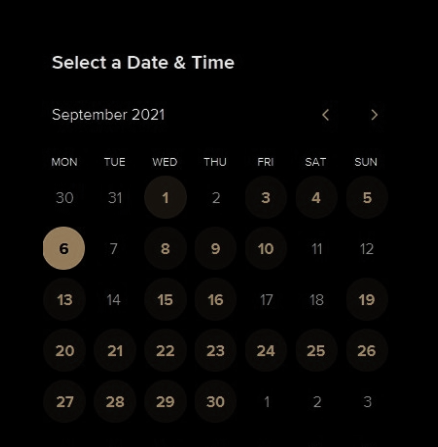 Select a Date & Time
September 2021
MON TUE WED THU FRI SAT SUN
30 31 1 2 3 4 5
6 7 8 9 10 11 12
13 14 15 16 17 18 19
20 21 22 23 24 25 26
27 28 29 30 1 2 3